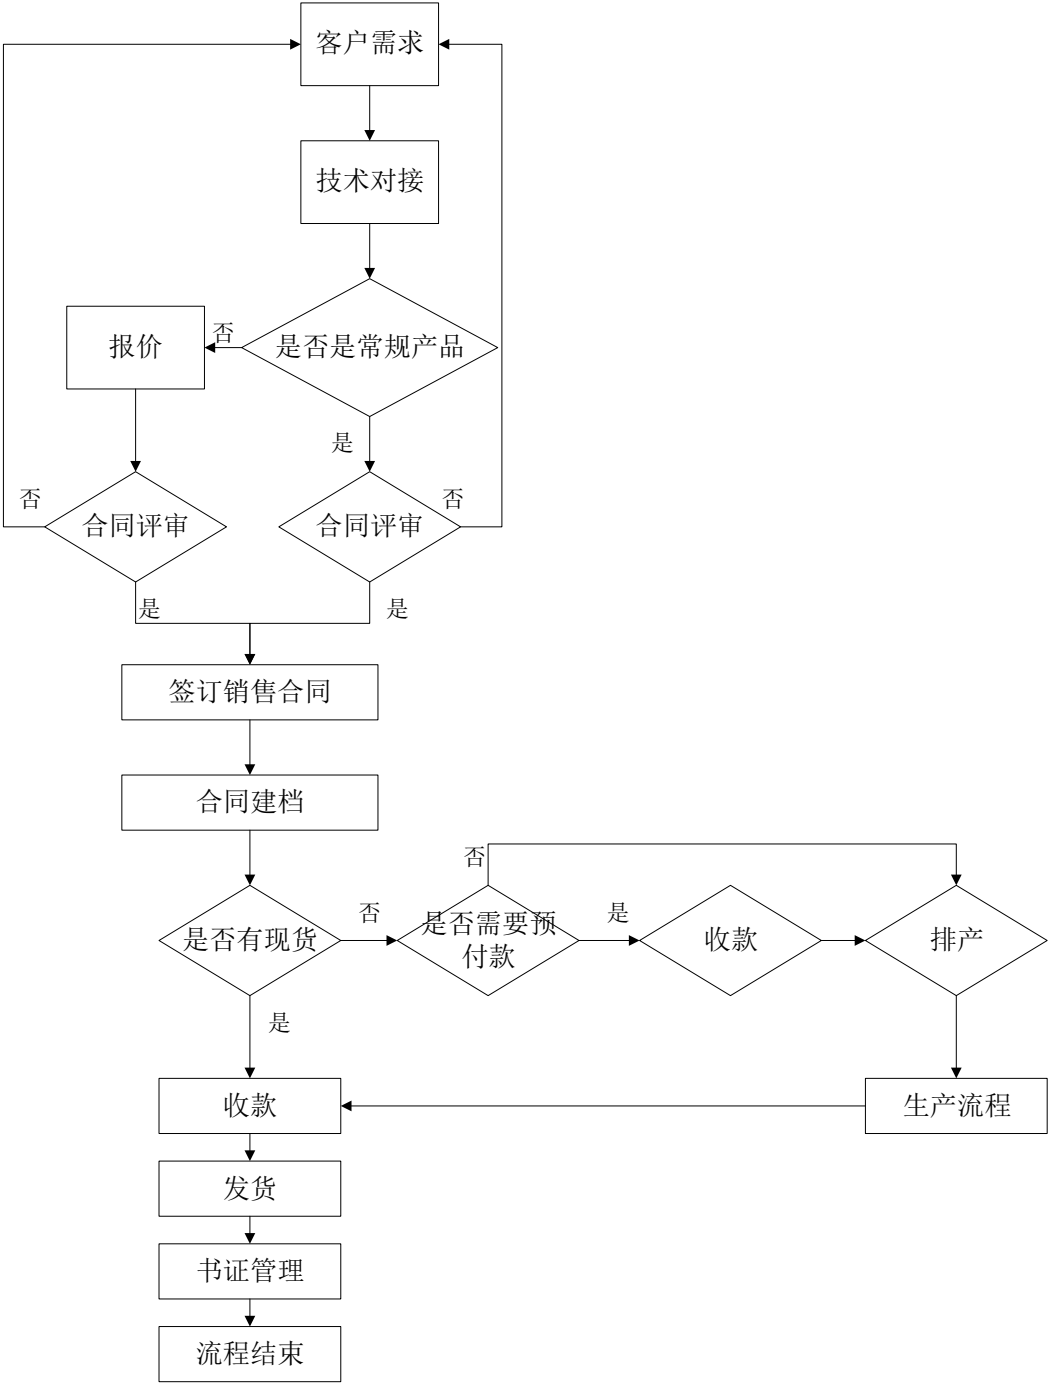 客户需求
技术对接
是否是常规产品
否
报价
是
否
合同评审
合同评审
否
是
是
签订销售合同
合同建档
否
是否有现货
否
是否需要预
付款
是
收款
排产
是
收款
生产流程
发货
书证管理
流程结束